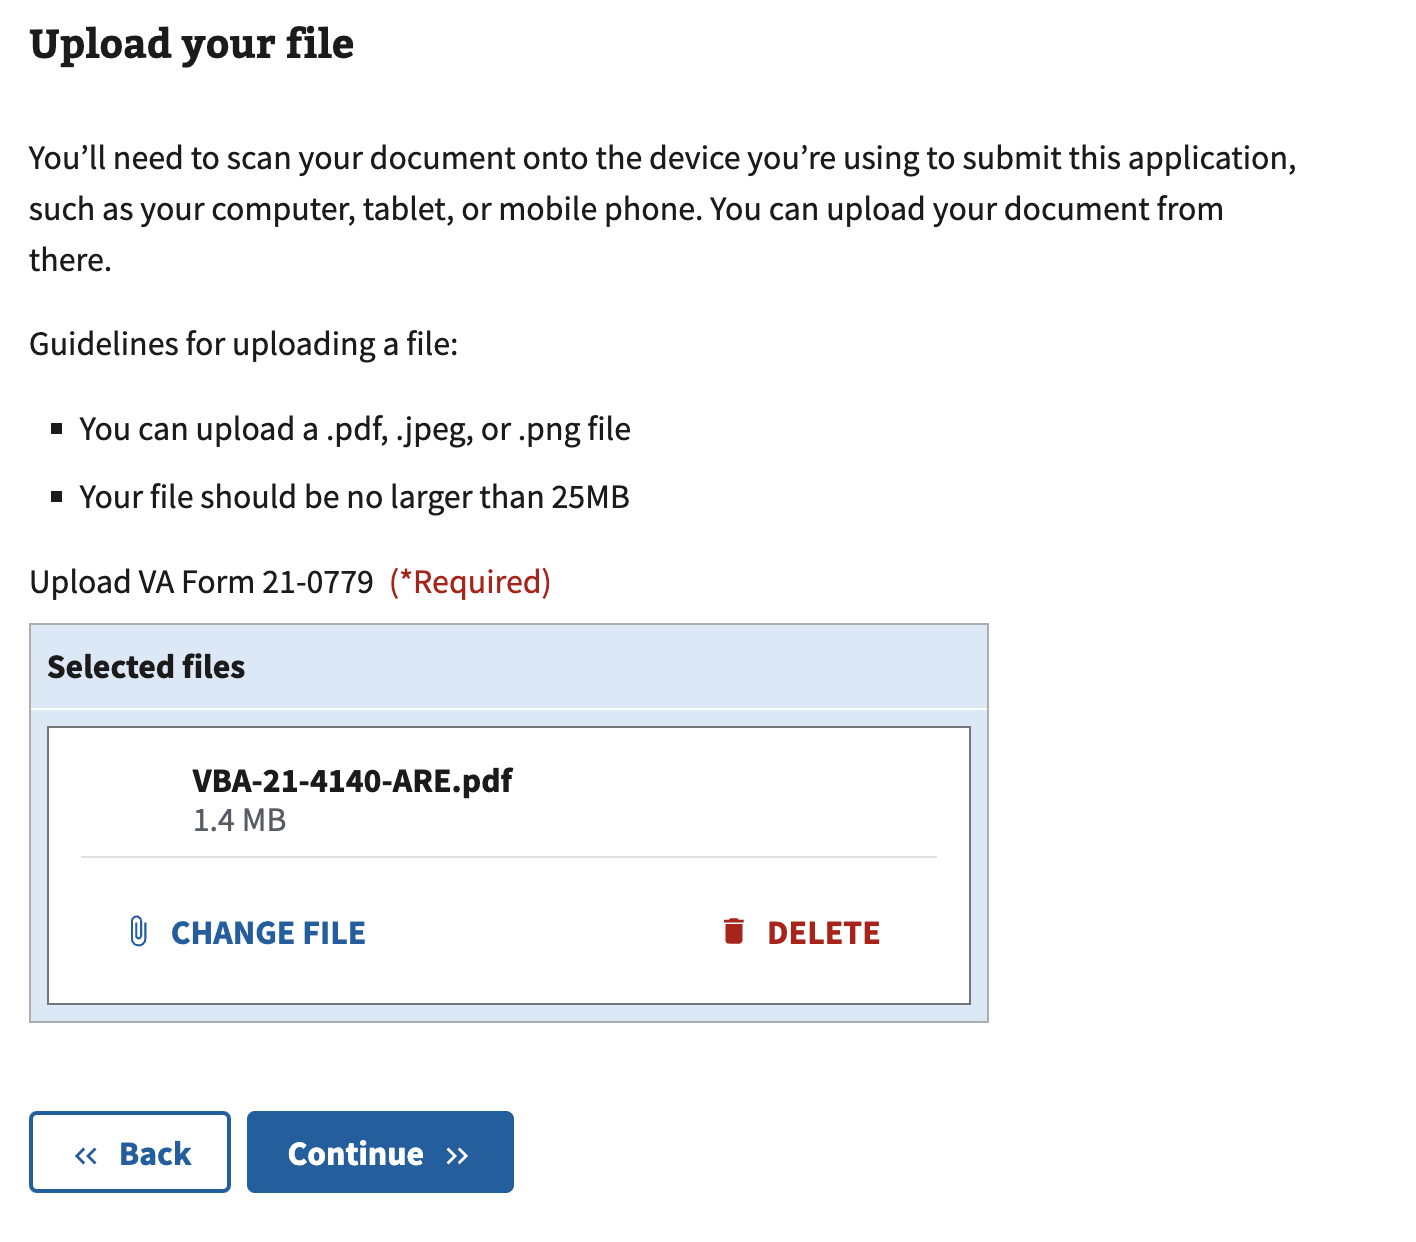 Upload your file
You’ll need to scan your document onto the device you’re using to submit this application,
such as your computer, tablet, or mobile phone. You can upload your document from
there.
Guidelines for uploading a file:
▪ You can upload a .pdf, .jpeg, or .png file
▪ Your file should be no larger than 25MB
Upload VA Form 21-0779 (*Required)
Selected files
VBA-21-4140-ARE.pdf
1.4 MB
CHANGE FILE DELETE
« Back Continue »